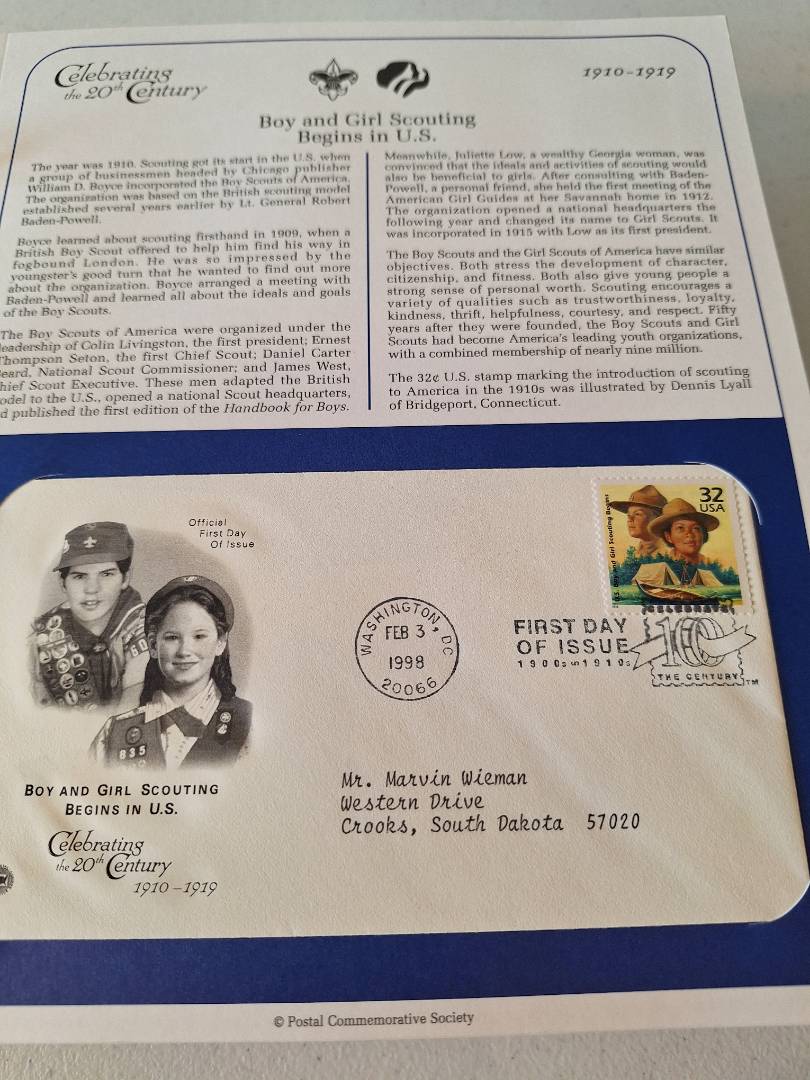 Celebrating
the 20th Century
1910-1919
Boy and Girl Scouting
Begins in U.S.
The year was 1910. Scouting got its start in the U.S. when
a group of businessmen headed by Chicago publisher
William D. Boyce incorporated the Boy Scouts of America.
The organization was based on the British scouting model
established several years earlier by Lt. General Robert
Baden-Powell.
Boyce learned about scouting firsthand in 1909, when a
British Boy Scout offered to help him find his way in
fogbound London. He was so impressed by the
youngster's good turn that he wanted to find out more
about the organization. Boyce arranged a meeting with
Baden-Powell and learned all about the ideals and goals
of the Boy Scouts.
The Boy Scouts of America were organized under the
leadership of Colin Livingston, the first president; Ernest
Thompson Seton, the first Chief Scout; Daniel Carter
eard, National Scout Commissioner; and James West,
hief Scout Executive. These men adapted the British
odel to the U.S., opened a national Scout headquarters,
d published the first edition of the Handbook for Boys.
Meanwhile, Juliette Low, a wealthy Georgia woman, was
convinced that the ideals and activities of scouting would
also be beneficial to girls. After consulting with Baden-
Powell, a personal friend, she held the first meeting of the
American Girl Guides at her Savannah home in 1912.
The organization opened a national headquarters the
following year and changed its name to Girl Scouts. It
was incorporated in 1915 with Low as its first president.
The Boy Scouts and the Girl Scouts of America have similar
objectives. Both stress the development of character,
citizenship, and fitness. Both also give young people a
strong sense of personal worth. Scouting encourages a
variety of qualities such as trustworthiness, loyalty,
kindness, thrift, helpfulness, courtesy, and respect. Fifty
years after they were founded, the Boy Scouts and Girl
Scouts had become America's leading youth organizations,
with a combined membership of nearly nine million.
The 32¢ U.S. stamp marking the introduction of scouting
to America in the 1910s was illustrated by Dennis Lyall
of Bridgeport, Connecticut.
Official
First Day
Of Issue
60
835
BOY AND GIRL SCOUTING
BEGINS IN U.S.
Celebrating
the 20th Century
1910-1919
WASHINGTON, DC
FEB 3
1998
20066
32
USA
1910s Boy and Girl Scouting Begins
FIRST DAY
OF ISSUE
1900s - 1910s
CELEBRATE
100
THE CENTURY™
Mr. Marvin Wieman
Western Drive
Crooks, South Dakota 57020
© Postal Commemorative Society